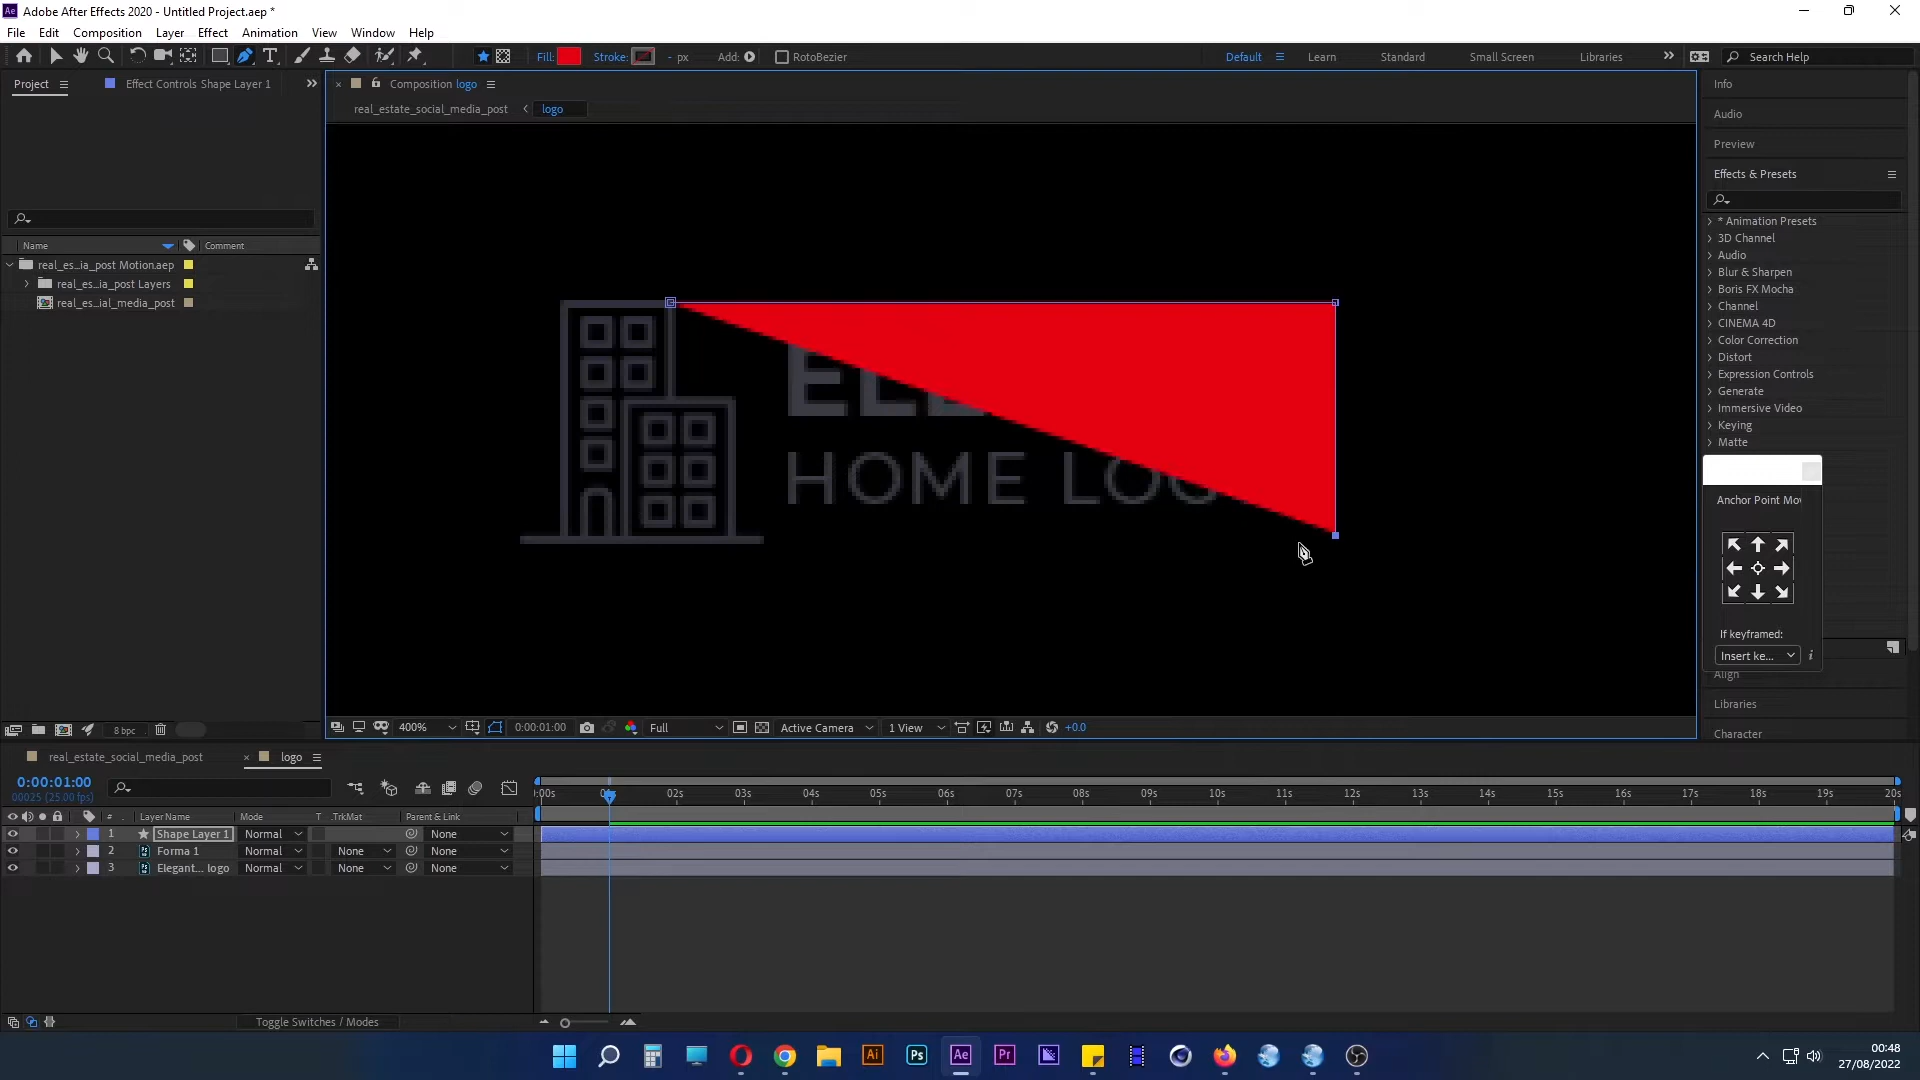 Adobe After Effects 2020 - Untitled Project.aep *
File Edit Composition Layer Effect Animation View Window Help
Fill: Stroke: - px Add: RotoBezier Default Learn Standard Small Screen Libraries Search Help
Project Effect Controls Shape Layer 1
Composition logo
real_estate_social_media_post logo
Name Comment
real_es...ia_post Motion.aep
real_es...ia_post Layers
real_es...ial_media_post
HOME
Info
Audio
Preview
Effects & Presets
* Animation Presets
3D Channel
Audio
Blur & Sharpen
Boris FX Mocha
Channel
CINEMA 4D
Color Correction
Distort
Expression Controls
Generate
Immersive Video
Keying
Matte
Anchor Point Mov
If keyframed:
Insert ke...
Align
Libraries
Character
8 bpc
400% 0:00:01:00 Full Active Camera 1 View +0.0
real_estate_social_media_post logo
0:00:01:00
00025 (25.00 fps)
:00s 02s 03s 04s 05s 06s 07s 08s 09s 10s 11s 12s 13s 14s 15s 16s 17s 18s 19s 20s
# Layer Name Mode T .TrkMat Parent & Link
1 Shape Layer 1 Normal None
2 Forma 1 Normal None None
3 Elegant... logo Normal None None
Toggle Switches / Modes
00:48
27/08/2022